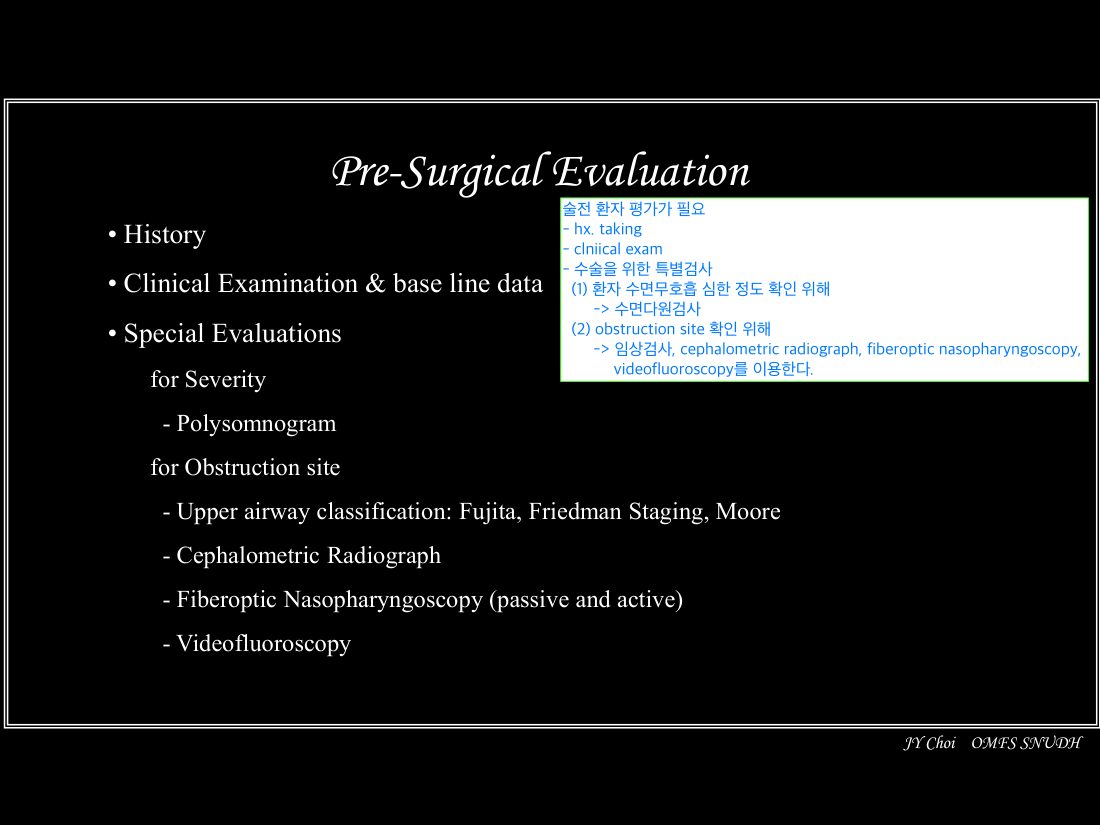 Pre-Surgical Evaluation
• History
• Clinical Examination & base line data
• Special Evaluations
for Severity
- Polysomnogram
for Obstruction site
- Upper airway classification: Fujita, Friedman Staging, Moore
- Cephalometric Radiograph
- Fiberoptic Nasopharyngoscopy (passive and active)
- Videofluoroscopy
술전 환자 평가가 필요
- hx. taking
- clniical exam
- 수술을 위한 특별검사
(1) 환자 수면무호흡 심한 정도 확인 위해
-> 수면다원검사
(2) obstruction site 확인 위해
-> 임상검사, cephalometric radiograph, fiberoptic nasopharyngoscopy,
videofluoroscopy를 이용한다.
JY Choi OMFS SNUDH